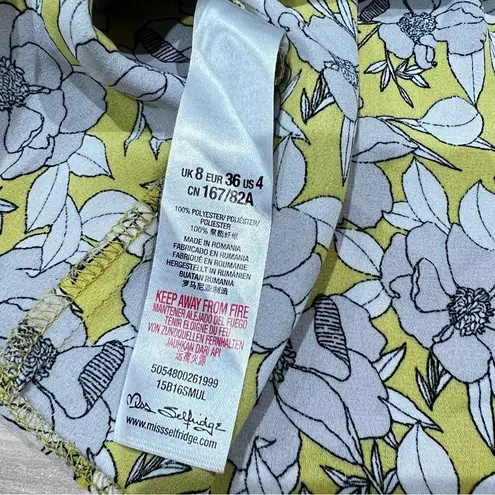 UK 8 EUR 36 US 4
CN 167/82A
100% POLYESTER/ POLIÉSTER/
POLYESTER
100% 聚酯纤维
MADE IN ROMANIA
FABRICADO EN RUMANIA
FABRIQUÉ EN ROUMANIE
HERGESTELLT IN RUMÄNIEN
BUATAN RUMANIA
罗马尼亚制造
KEEP AWAY FROM FIRE
MANTENER ALEJADO DEL FUEGO
TENIR ELOIGNE DU FEU
VON ZUNDQUELLEN FERNHALTEN
JAUHKAN DARI API
远离火源
5054800261999
15B16SMUL
Miss Selfridge
www.missselfridge.com